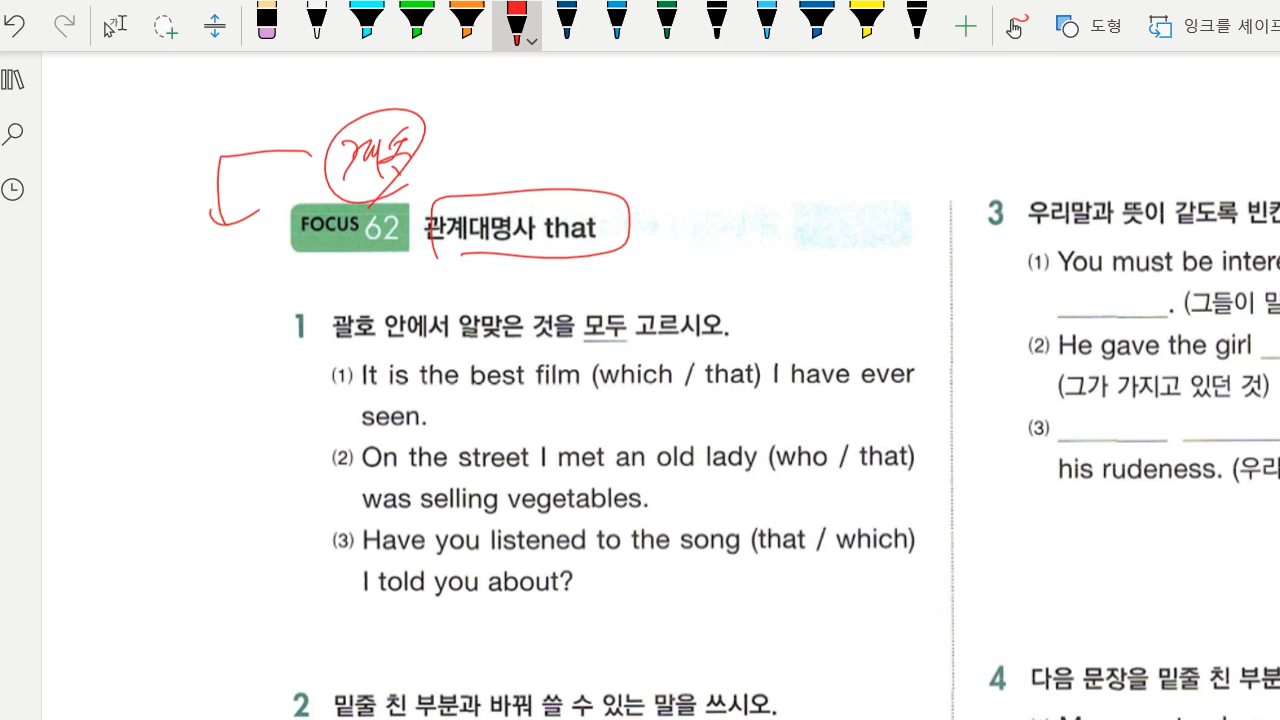 도형
잉크를 셰이프
FOCUS 62 관계대명사 that
1 괄호 안에서 알맞은 것을 모두 고르시오.
(1) It is the best film (which / that) I have ever
seen.
(2) On the street I met an old lady (who / that)
was selling vegetables.
(3) Have you listened to the song (that / which)
I told you about?
2 밑줄 친 부분과 바꿔 쓸 수 있는 말을 쓰시오.
3 우리말과 뜻이 같도록 빈칸
(1) You must be intere
________. (그들이 말
(2) He gave the girl __
(그가 가지고 있던 것)
(3) ________ ________
his rudeness. (우리
4 다음 문장을 밑줄 친 부분